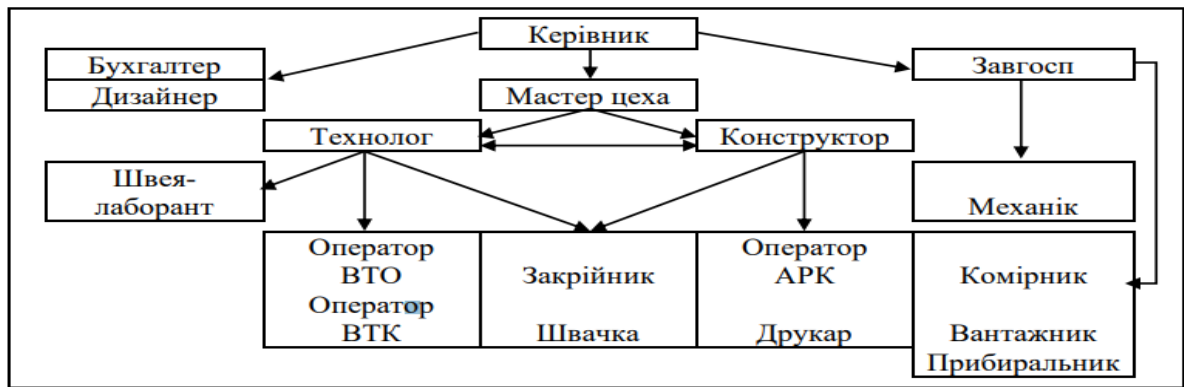 Керівник
Бухгалтер
Завгосп
Дизайнер
Мастер цеха
Технолог
Конструктор
Швея-
лаборант
Механік
Оператор
ВТО
Оператор
ВТК
Закрійник
Швачка
Оператор
АРК
Друкар
Комірник
Вантажник
Прибиральник